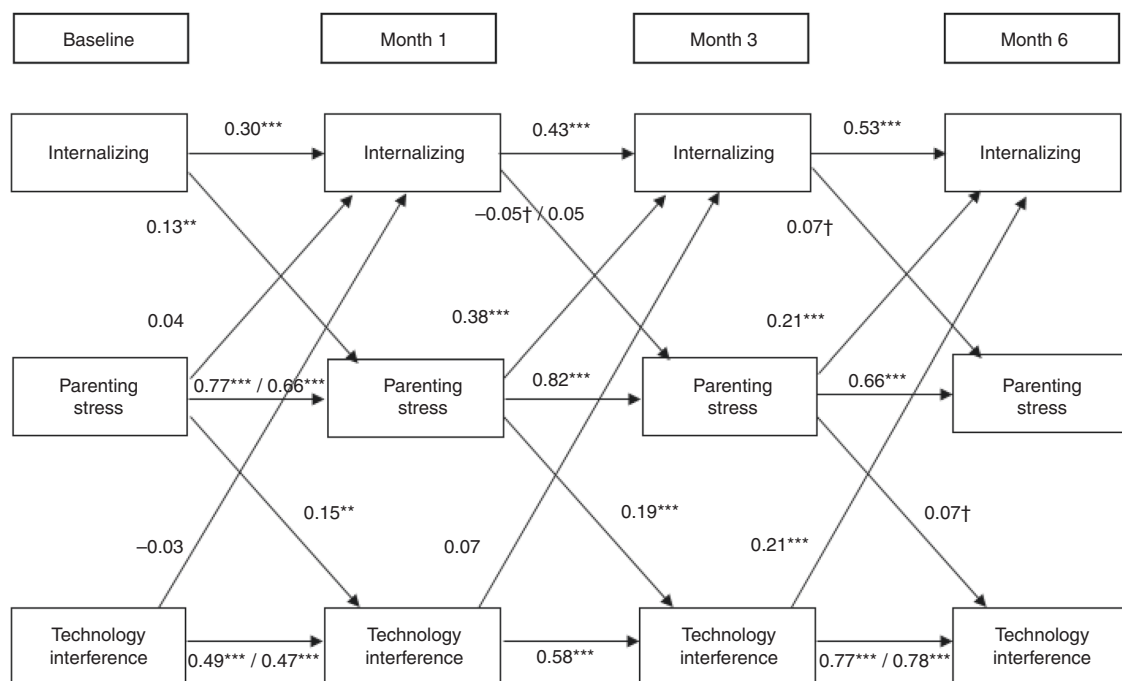 Baseline
Month 1
Month 3
Month 6
0.30***
0.43***
0.53***
Internalizing
Internalizing
Internalizing
Internalizing
0.13**
–0.05† / 0.05
0.07†
0.04
0.38***
0.21***
Parenting
stress
0.77*** / 0.66***
Parenting
stress
0.82***
Parenting
stress
0.66***
Parenting
stress
0.15**
0.19***
0.07†
–0.03
0.07
0.21***
Technology
interference
0.49*** / 0.47***
Technology
interference
0.58***
Technology
interference
0.77*** / 0.78***
Technology
interference